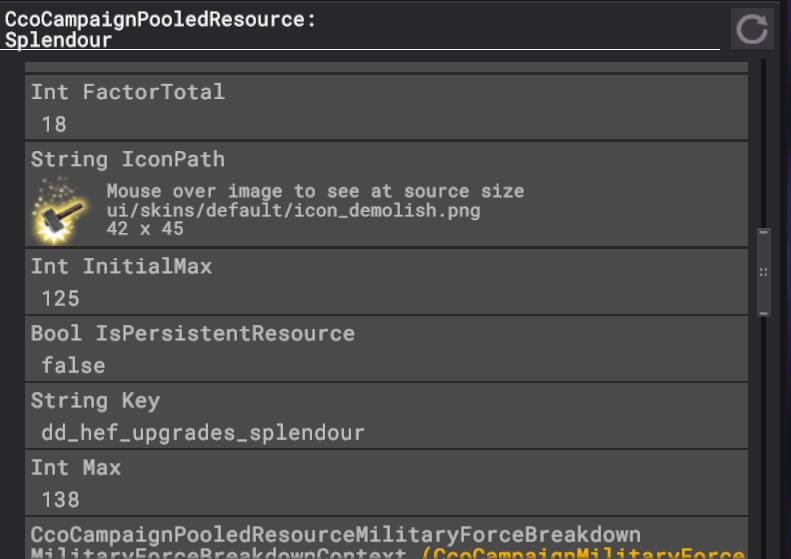 CcoCampaignPooledResource:
Splendour
Int FactorTotal
18
String IconPath
Mouse over image to see at source size
ui/skins/default/icon_demolish.png
42 x 45
Int InitialMax
125
Bool IsPersistentResource
false
String Key
dd_hef_upgrades_splendour
Int Max
138
CcoCampaignPooledResourceMilitaryForceBreakdown
MilitaryForceBreakdownContext (CcoCampaignMilitaryForce